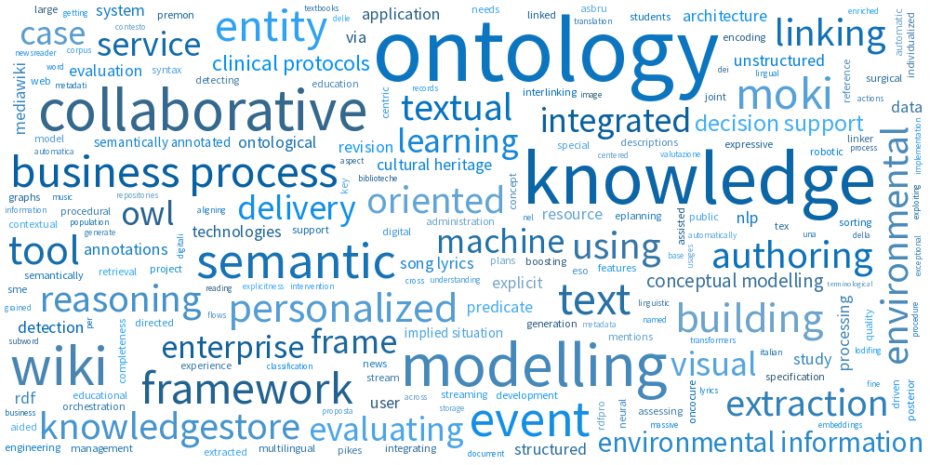 large
getting
system
premon
textbooks
delle
needs
linked
asbru
translation
students
architecture
enriched
case
newsreader
corpus
contesto
entity
application
via
ontology
encoding
linking
automatic
individualized
service
word
metadati
web
evaluation
syntax
detecting
clinical protocols
education
interlinking
image
dei
lingual
unstructured
mediawiki
collaborative
centric
records
textual
joint
moki
reference
surgical
actions
data
model
automatica
semantically annotated
ontological
revision
learning
integrated
special
descriptions
decision support
expressive
linker
process
implementation
business process
aspect
cultural heritage
centered
valutazione
robotic
graphs
music
repositories
key
biblioteche
concept
knowledge
environmental
information
contextual
procedural
population
owl
aligning
delivery
oriented
resource
nel
eplanning
public
nlp
tex
sorting
exploiting
generate
technologies
support
digital
administration
assisted
automatically
una
delta
tool
annotations
digitali
machine
boosting
using
base
usages
authoring
exceptional
semantically
retrieval
project
semantic
song lyrics
plans
eso
features
cross
understanding
explicit
conceptual modelling
terminological
sme
grained
reasoning
reading
explicitness
intervention
personalized
predicate
text
linguistic
named
building
processing
quality
procedure
detection
per
directed
flows
implied situation
generation
metadata
mentions
transformers
subword
completeness
enterprise
frame
wiki
experience
classification
news
stream
modelling
visual
italian
study
lodifing
specification
rdf
educational
orchestration
framework
user
across
streaming
development
storage
oncocure
lyrics
extraction
fine
driven
posterior
business
aided
knowledgestore
proposta
evaluating
event
rdfpro
neural
assessing
massive
embeddings
engineering
management
extracted
multilingual
pikes
integrating
document
structured
environmental information